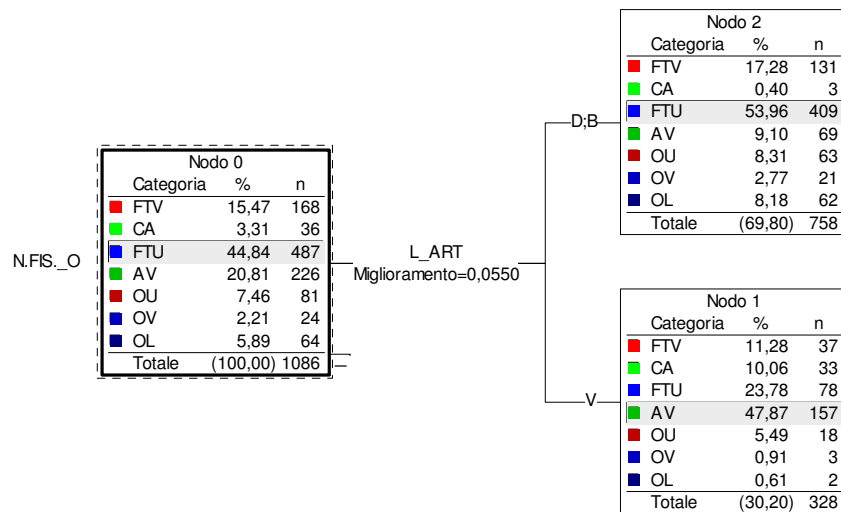 N.FIS._O
Nodo 0
Categoria % n
FTV 15,47 168
CA 3,31 36
FTU 44,84 487
AV 20,81 226
OU 7,46 81
OV 2,21 24
OL 5,89 64
Totale (100,00) 1086
L_ART
Miglioramento=0,0550
D;B
Nodo 2
Categoria % n
FTV 17,28 131
CA 0,40 3
FTU 53,96 409
AV 9,10 69
OU 8,31 63
OV 2,77 21
OL 8,18 62
Totale (69,80) 758
V
Nodo 1
Categoria % n
FTV 11,28 37
CA 10,06 33
FTU 23,78 78
AV 47,87 157
OU 5,49 18
OV 0,91 3
OL 0,61 2
Totale (30,20) 328